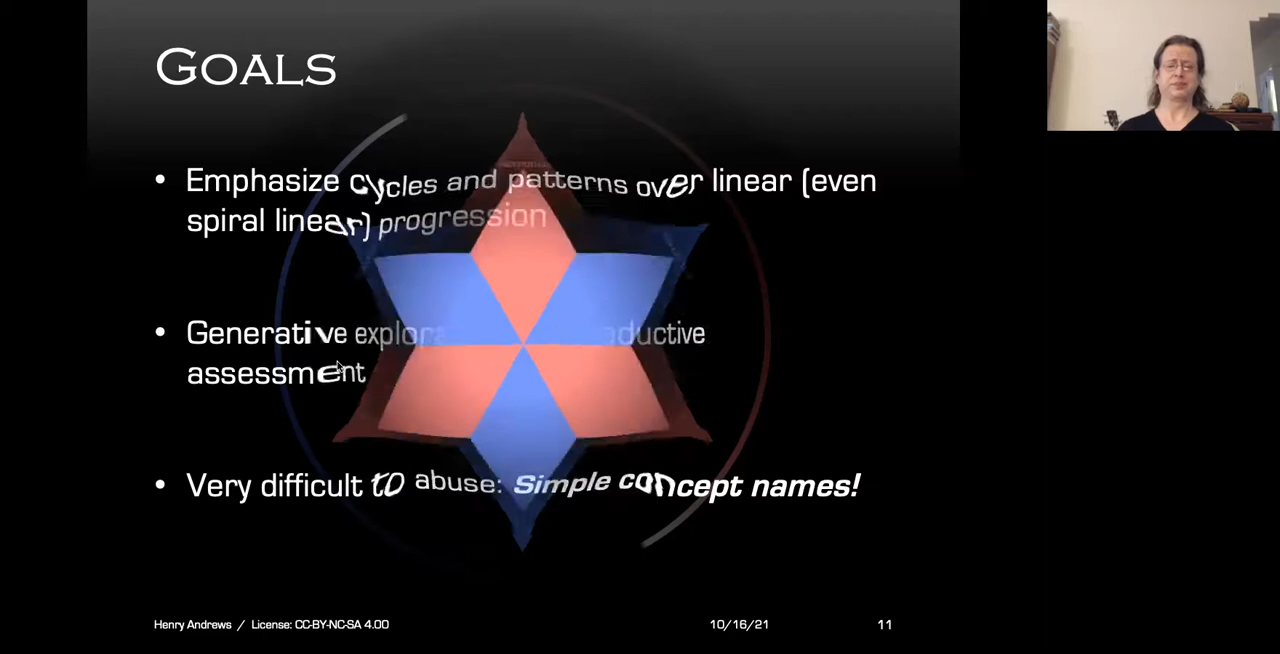 GOALS
• Emphasize cycles and patterns over linear (even
spiral linear) progression
• Generative
assessment
• Very difficult to abuse: Simple concept names!
Henry Andrews / License: CC-BY-NC-SA 4.00 10/16/21 11